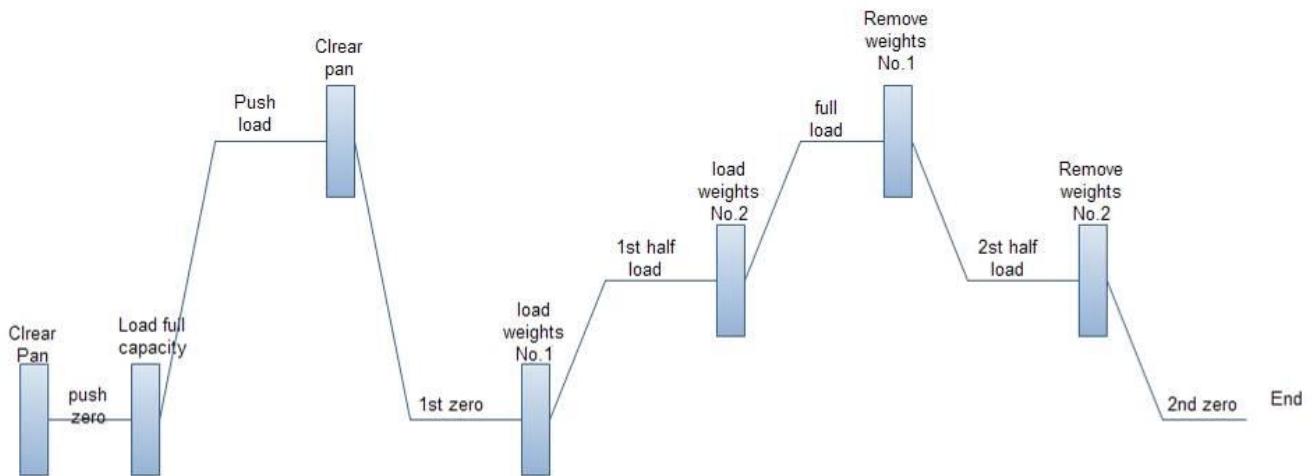 Clrear
Pan
push
zero
Load full
capacity
Push
load
Clrear
pan
1st zero
load
weights
No.1
1st half
load
load
weights
No.2
full
load
Remove
weights
No.1
2st half
load
Remove
weights
No.2
2nd zero
End